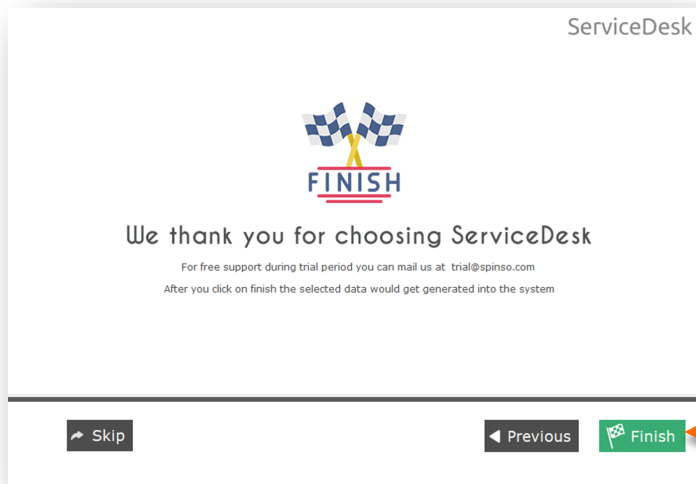 ServiceDesk
FINISH
We thank you for choosing ServiceDesk
For free support during trial period you can mail us at trial@spinso.com
After you click on finish the selected data would get generated into the system
Skip
Previous
Finish